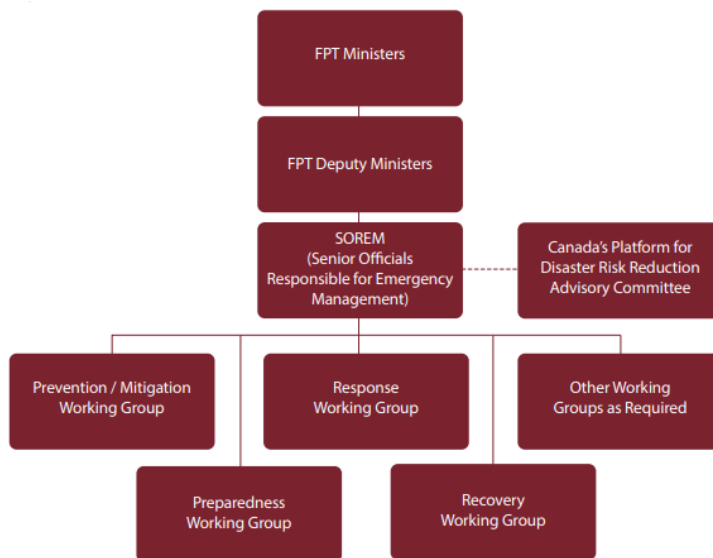 FPT Ministers
FPT Deputy Ministers
SOREM
(Senior Officials
Responsible for Emergency
Management)
Canada's Platform for
Disaster Risk Reduction
Advisory Committee
Prevention / Mitigation
Working Group
Response
Working Group
Other Working
Groups as Required
Preparedness
Working Group
Recovery
Working Group